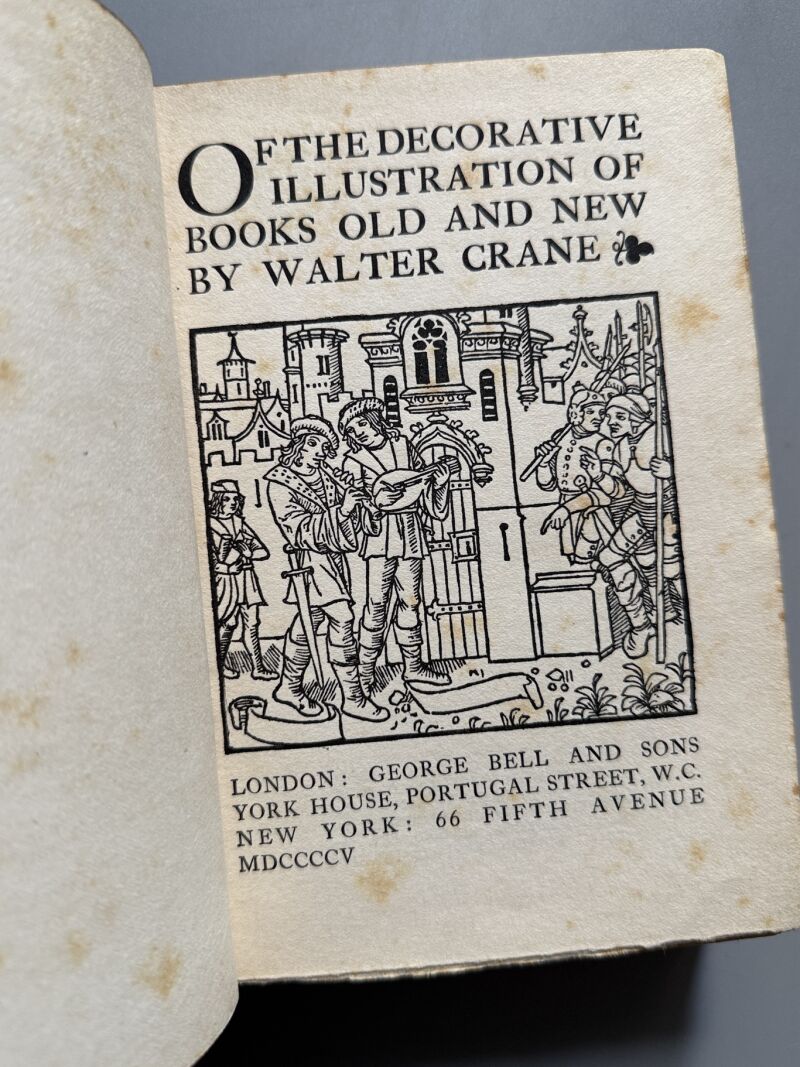 OF THE DECORATIVE
ILLUSTRATION OF
BOOKS OLD AND NEW
BY WALTER CRANE
LONDON: GEORGE BELL AND SONS
YORK HOUSE, PORTUGAL STREET, W.C.
NEW YORK: 66 FIFTH AVENUE
MDCCCCV